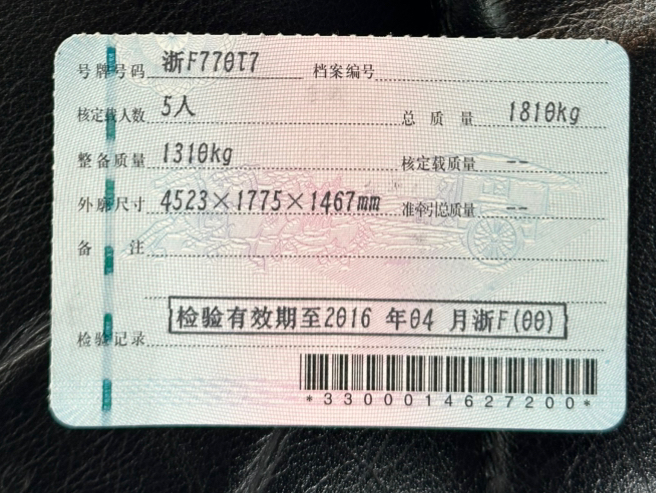 号牌号码 浙F770T7 档案编号
核定载人数 5人 总质量 1810kg
整备质量 1310kg 核定载质量 --
外廓尺寸 4523×1775×1467mm 准牵引总质量 --
备注
检验有效期至2016年04月浙F(00)
检验记录
*3300014627200*